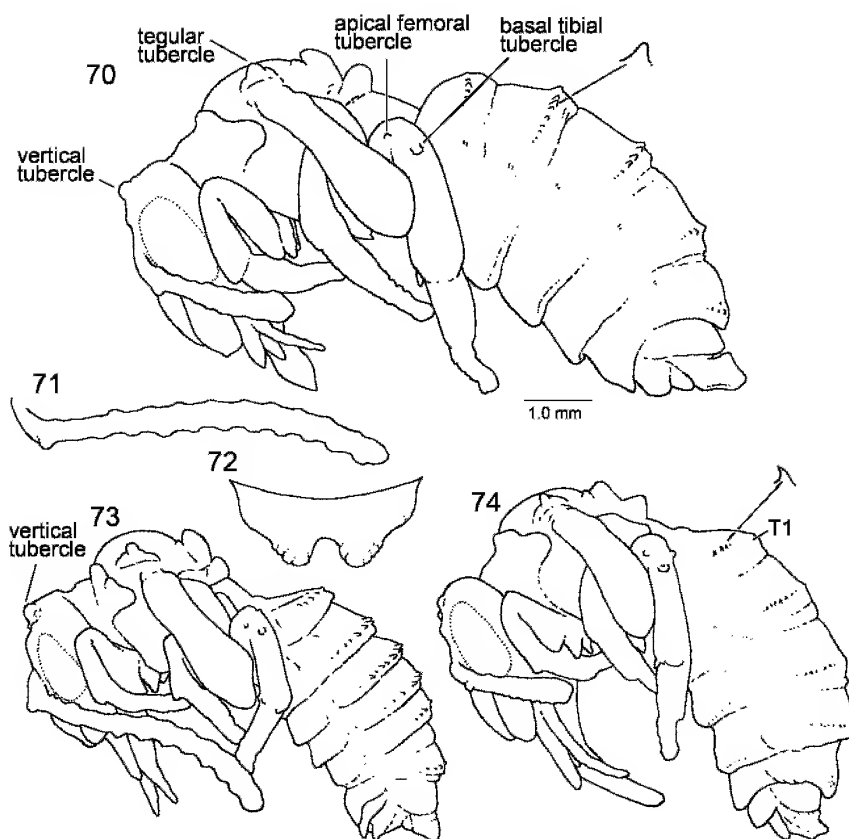 70
tegular
tubercle
apical femoral
tubercle
basal tibial
tubercle
vertical
tubercle
1.0 mm
71
72
73
vertical
tubercle
74
T1